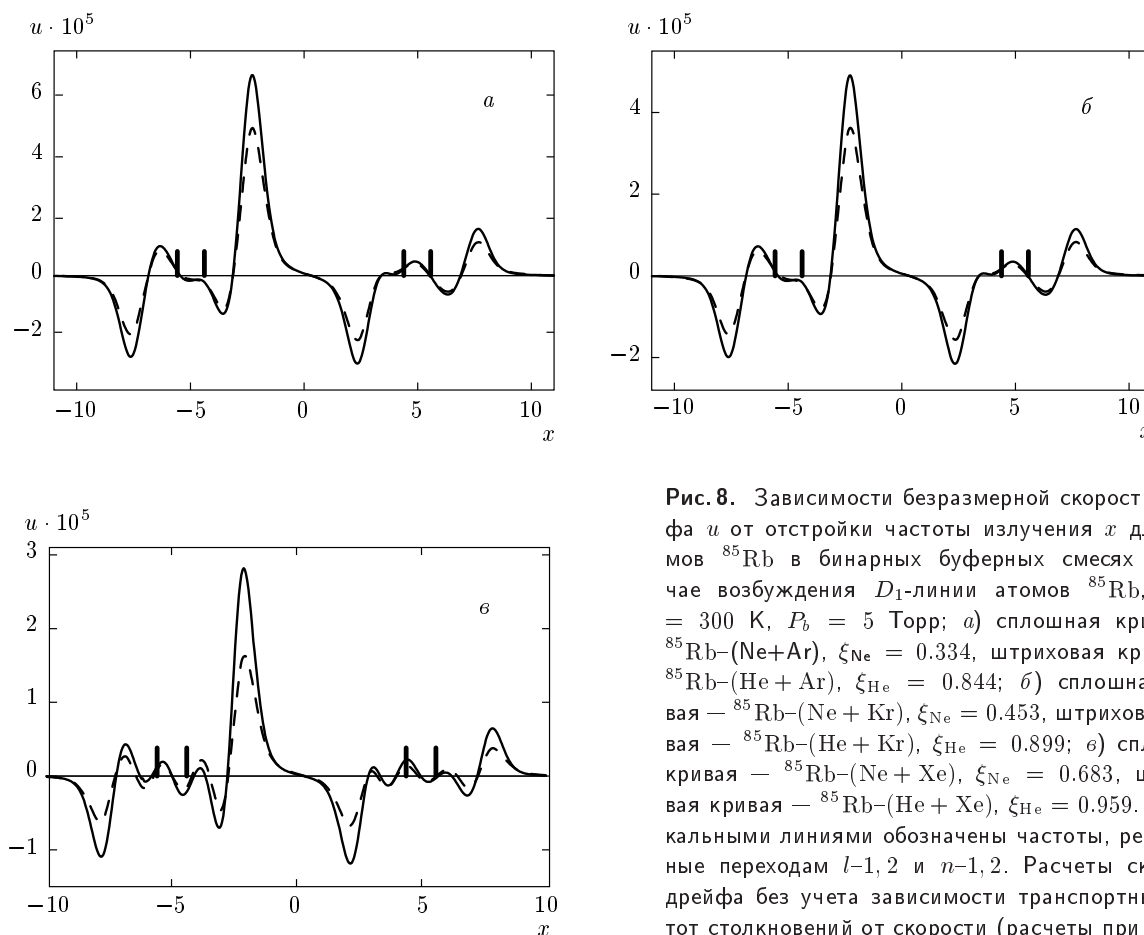 u · 10⁵
6
4
2
0
−2
−10 −5 0 5 10
x
а
u · 10⁵
4
2
0
−2
−10 −5 0 5 10
x
б
u · 10⁵
3
2
1
0
−1
−10 −5 0 5 10
x
в
Рис. 8. Зависимости безразмерной скорост
фа u от отстройки частоты излучения x дл
мов ⁸⁵Rb в бинарных буферных смесях
чае возбуждения D₁-линии атомов ⁸⁵Rb,
= 300 К, P_b = 5 Торр; а) сплошная кри
⁸⁵Rb–(Ne+Ar), ξ_Ne = 0.334, штриховая кр
⁸⁵Rb–(He + Ar), ξ_He = 0.844; б) сплошна
вая — ⁸⁵Rb–(Ne + Kr), ξ_Ne = 0.453, штрихов
вая — ⁸⁵Rb–(He + Kr), ξ_He = 0.899; в) спл
кривая — ⁸⁵Rb–(Ne + Xe), ξ_Ne = 0.683, ш
вая кривая — ⁸⁵Rb–(He + Xe), ξ_He = 0.959.
кальными линиями обозначены частоты, ре
ные переходам l–1, 2 и n–1, 2. Расчеты ск
дрейфа без учета зависимости транспортн
тот столкновений от скорости (расчеты при